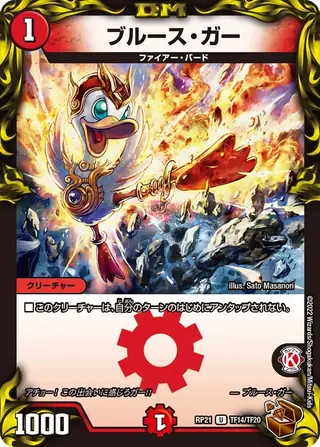 DM
1
ブルース・ガー
ファイアー・バード
クリーチャー
illus. Sato Masanori
■ このクリーチャーは、自分のターンのはじめにアンタップされない。
©2022 Wizards/Shogakukan/Mitsui-Kids
K
アチョー! この出会いに感じろガー!! — ブルース・ガー
1000
1
RP21 U TF14/TF20